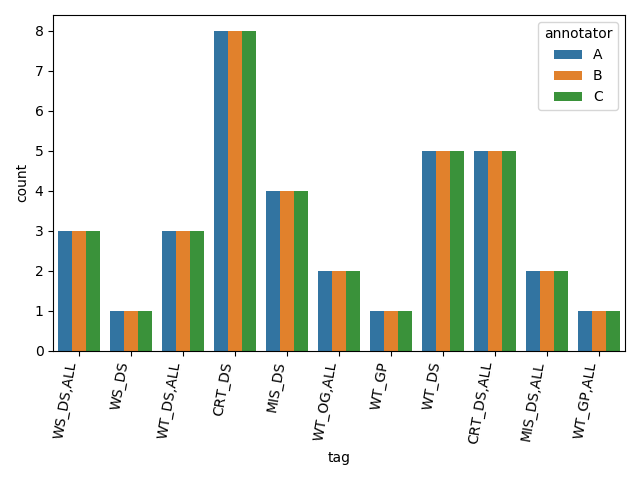 annotator
A
B
C
8
7
6
5
4
3
2
1
0
count
WS_DS,ALL
WS_DS
WT_DS,ALL
CRT_DS
MIS_DS
WT_OG,ALL
WT_GP
WT_DS
CRT_DS,ALL
MIS_DS,ALL
WT_GP,ALL
tag